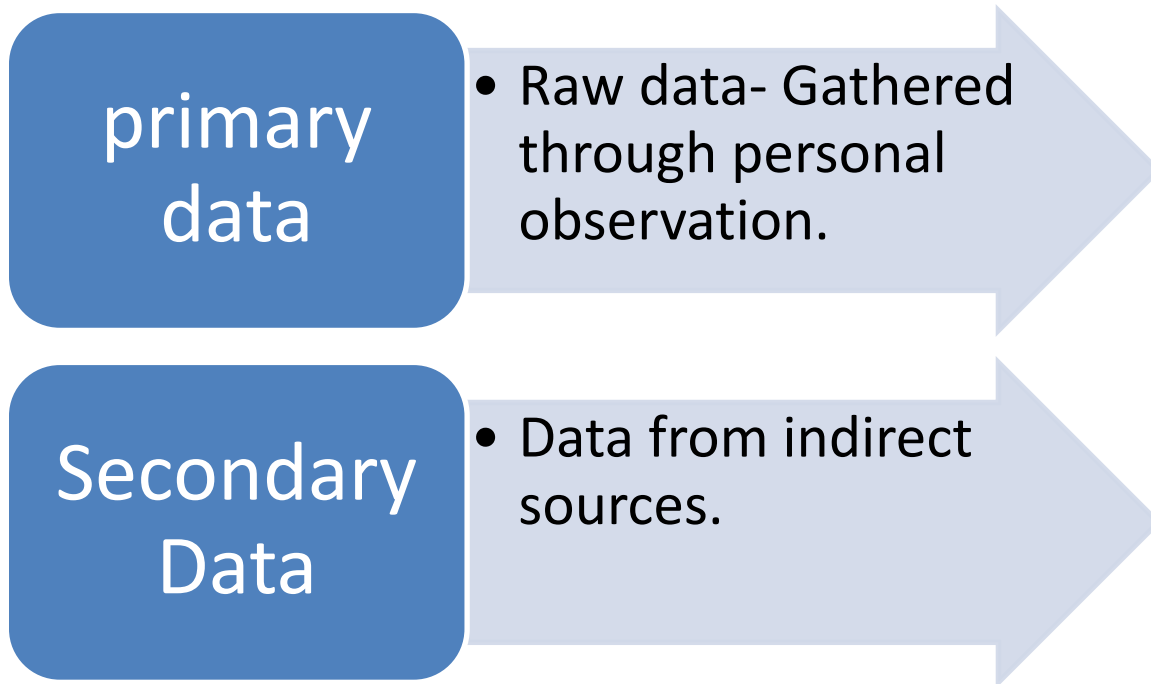 primary
data
• Raw data- Gathered
through personal
observation.
Secondary
Data
• Data from indirect
sources.